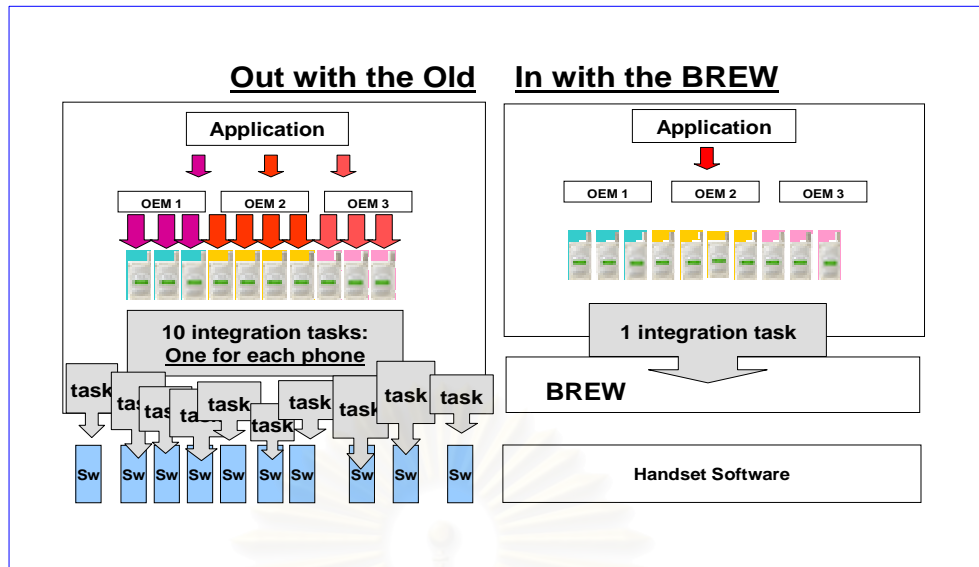 Out with the Old
Application
OEM 1
OEM 2
OEM 3
10 integration tasks:
One for each phone
task
task
task
task
task
task
task
task
task
task
Sw
Sw
Sw
Sw
Sw
Sw
Sw
Sw
Sw
Sw
In with the BREW
Application
OEM 1
OEM 2
OEM 3
1 integration task
BREW
Handset Software